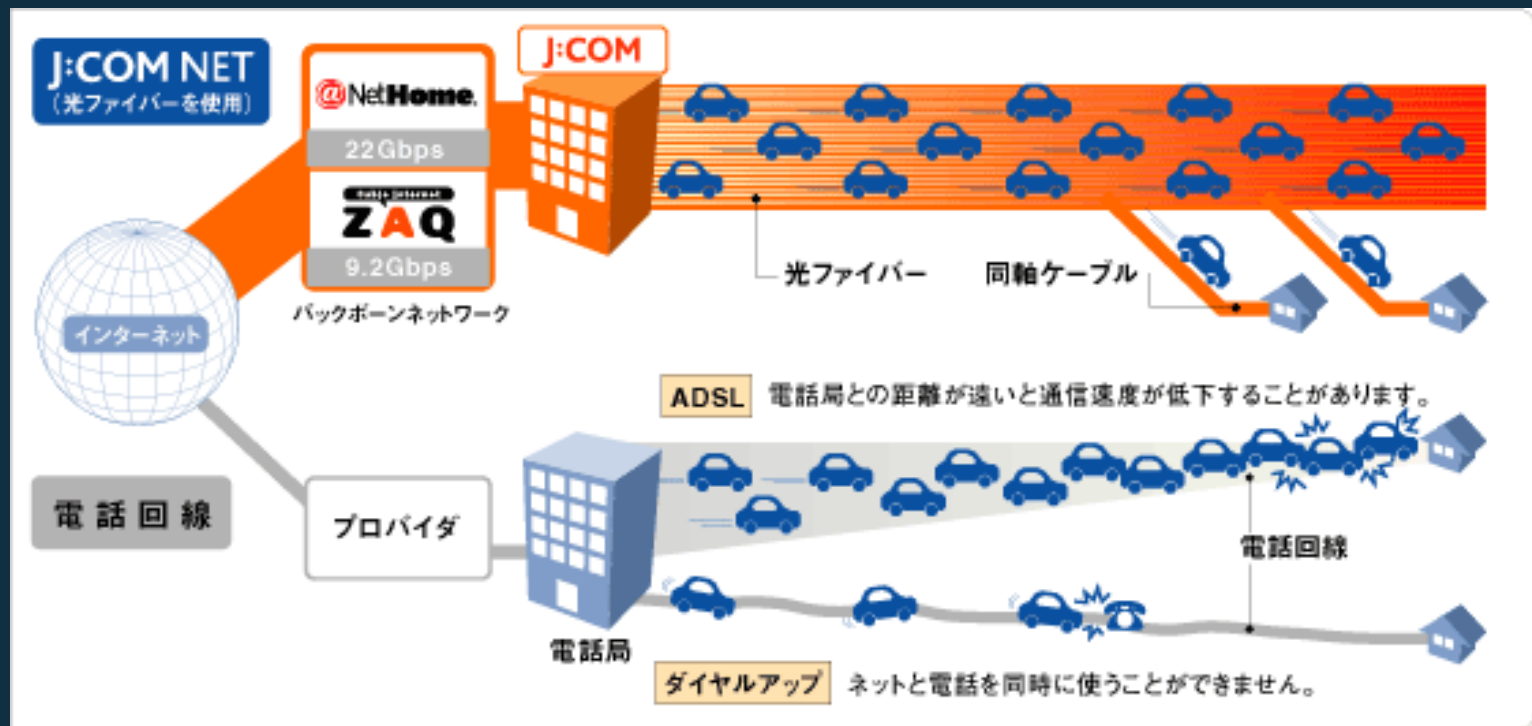 J:COM NET
(光ファイバーを使用)
@NetHome.
22Gbps
Cable Internet
ZAQ
9.2Gbps
バックボーンネットワーク
J:COM
光ファイバー
同軸ケーブル
インターネット
ADSL 電話局との距離が遠いと通信速度が低下することがあります。
電話回線
プロバイダ
電話回線
電話局
ダイヤルアップ ネットと電話を同時に使うことができません。